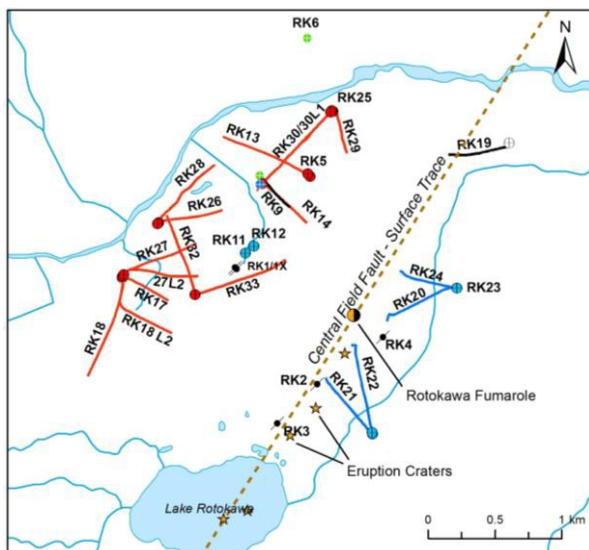 RK6
N
RK25
RK13
RK30/30L1
RK29
RK19
RK5
RK28
RK9
RK14
RK26
RK12
RK11
RK32
RK27
RK1/1X
Central Field Fault - Surface Trace
RK24
27L2
RK33
RK23
RK20
RK17
RK18 L2
RK18
RK4
RK22
RK2
RK21
Rotokawa Fumarole
RK3
Eruption Craters
Lake Rotokawa
0 0.5 1 km